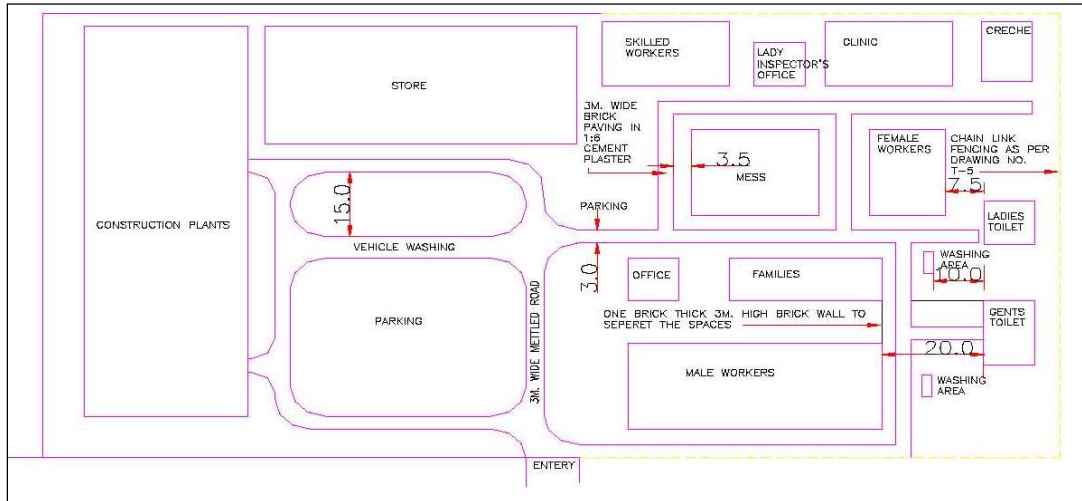 SKILLED
WORKERS
LADY
INSPECTOR'S
OFFICE
CLINIC
CRECHE
STORE
3M. WIDE
BRICK
PAVING IN
1:6
CEMENT
PLASTER
3.5
MESS
FEMALE
WORKERS
CHAIN LINK
FENCING AS PER
DRAWING NO.
T-5
7.5
CONSTRUCTION PLANTS
15.0
VEHICLE WASHING
PARKING
3.0
LADIES
TOILET
WASHING
AREA
10.0
OFFICE
FAMILIES
PARKING
3M. WIDE METTLED ROAD
ONE BRICK THICK 3M. HIGH BRICK WALL TO
SEPERET THE SPACES
GENTS
TOILET
20.0
MALE WORKERS
WASHING
AREA
ENTERY